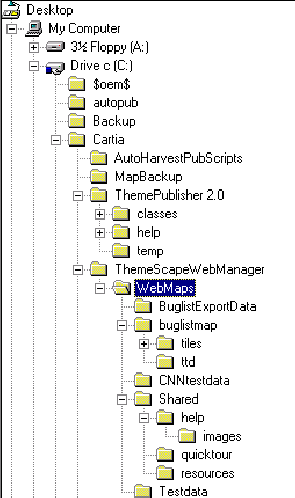 Desktop
My Computer
3½ Floppy (A:)
Drive c (C:)
$oem$
autopub
Backup
Cartia
AutoHarvestPubScripts
MapBackup
ThemePublisher 2.0
classes
help
temp
ThemeScapeWebManager
WebMaps
BuglistExportData
buglistmap
tiles
ttd
CNNtestdata
Shared
help
images
quicktour
resources
Testdata